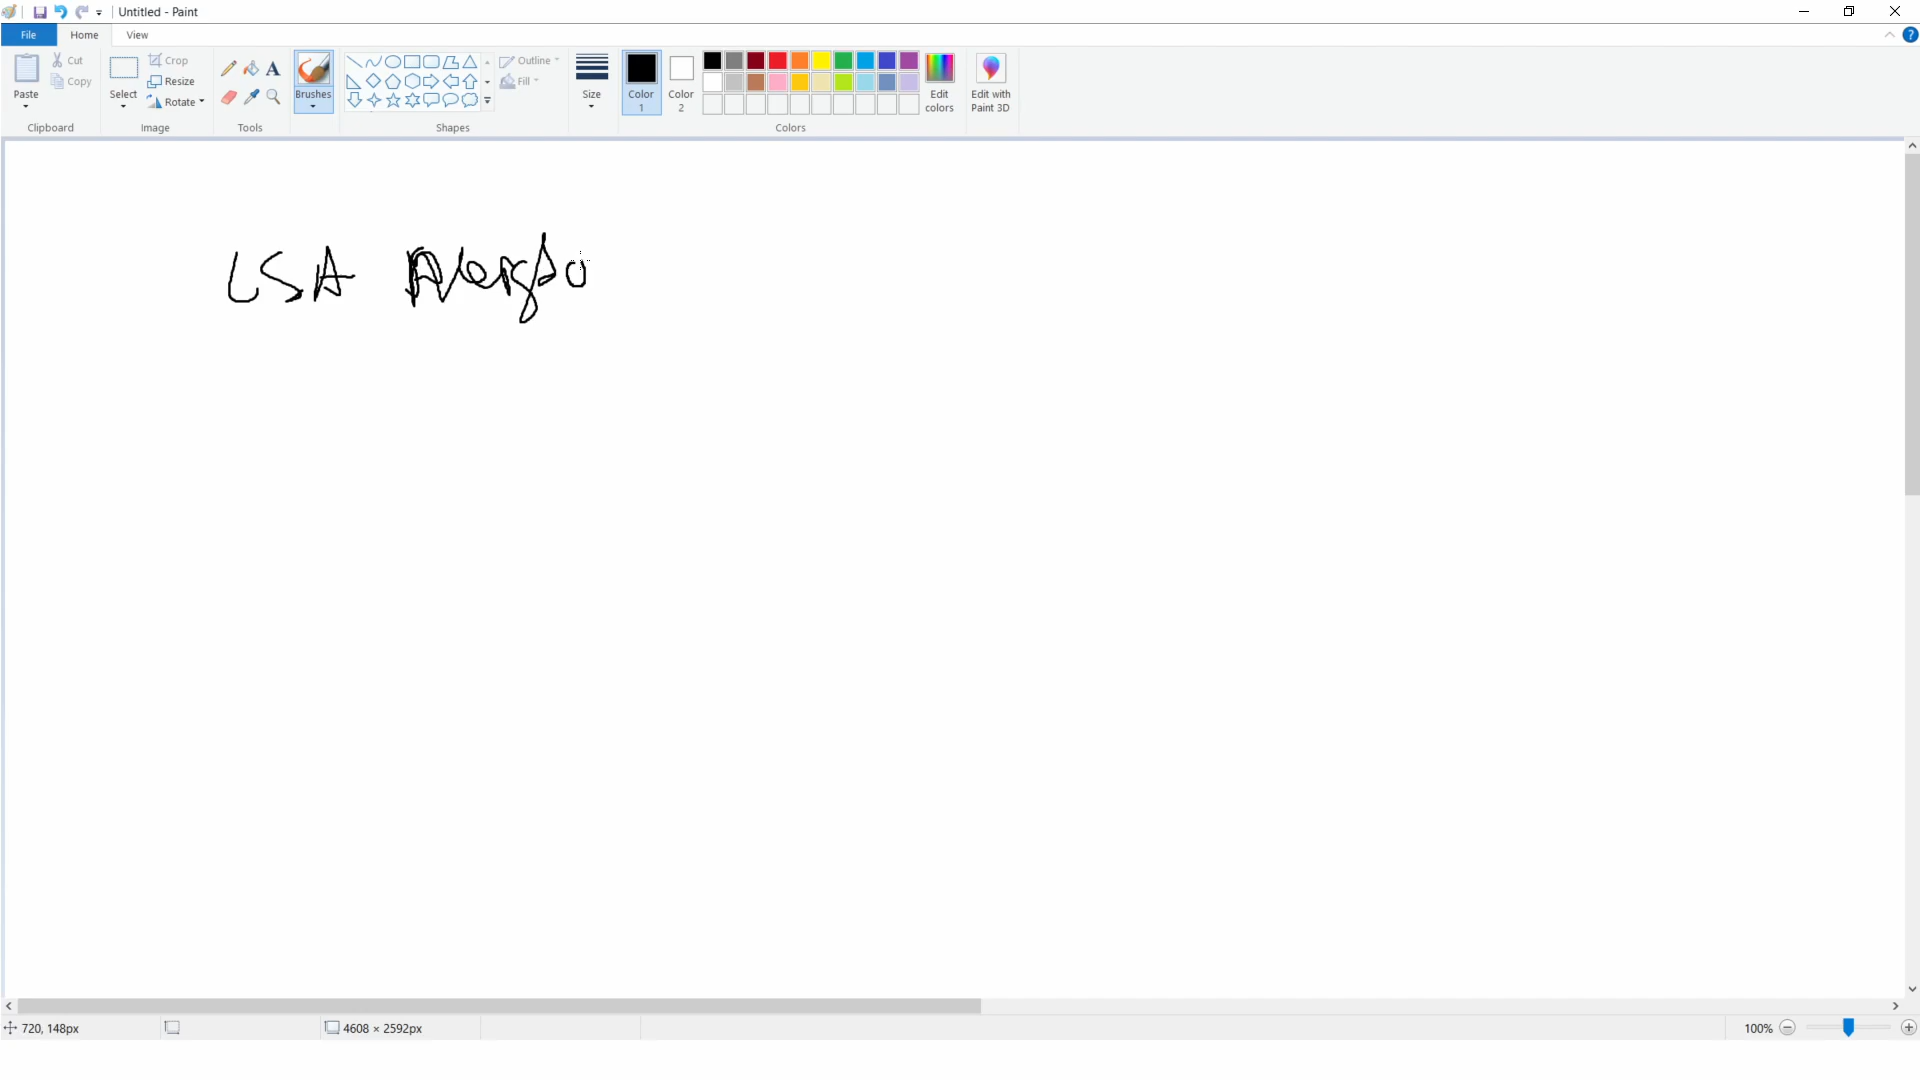 Untitled - Paint
File Home View
Paste Cut Copy Select Crop Resize Rotate Brushes Outline Fill Size Color 1 Color 2 Edit colors Edit with Paint 3D
Clipboard Image Tools Shapes Colors
LSA
720, 148px 4608 × 2592px 100%